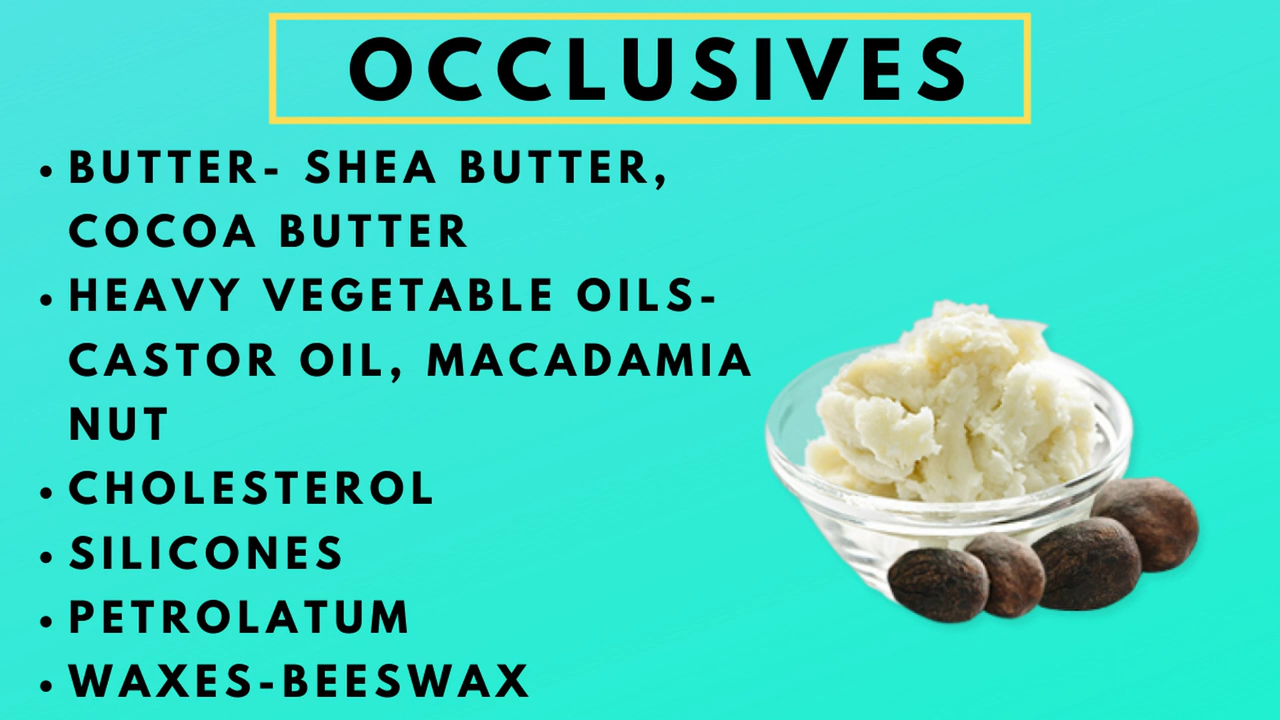 OCCLUSIVES
• BUTTER- SHEA BUTTER,
COCOA BUTTER
• HEAVY VEGETABLE OILS-
CASTOR OIL, MACADAMIA
NUT
• CHOLESTEROL
• SILICONES
• PETROLATUM
• WAXES-BEESWAX